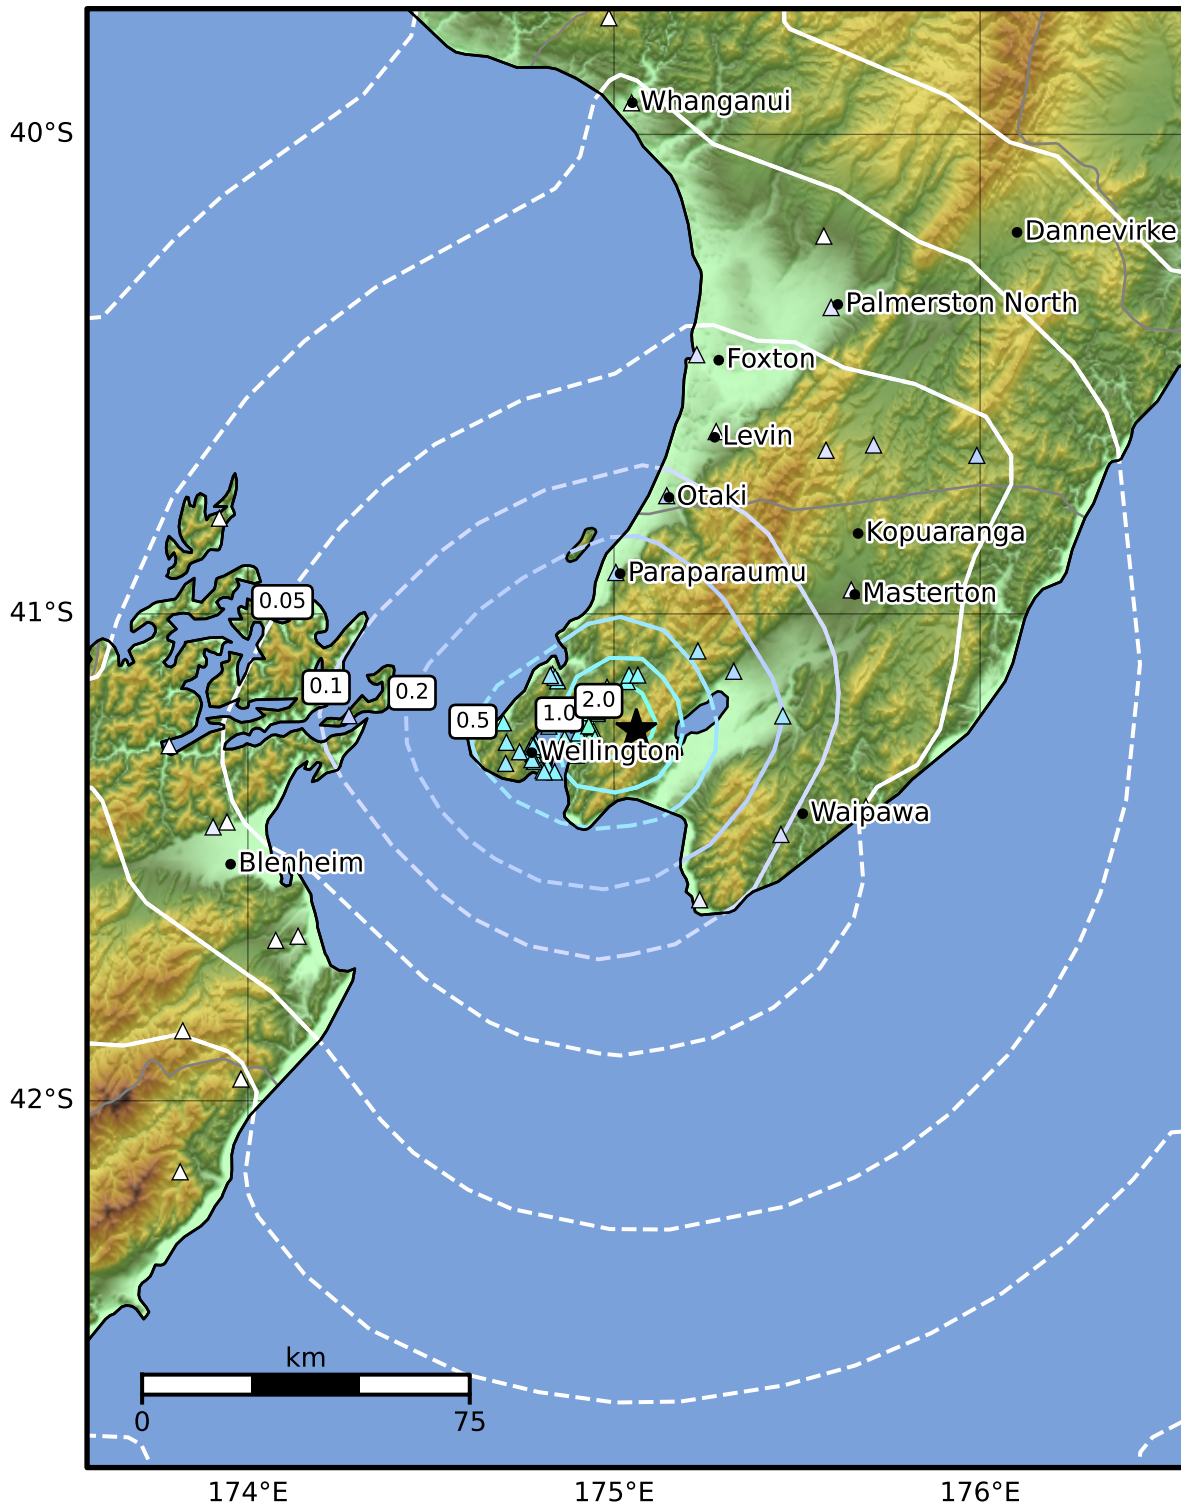 Whanganui
40°S
Dannevirke
Palmerston North
Foxton
Levin
Otaki
Kopuaranga
Paraparaumu
Masterton
0.05
41°S
0.1
0.2
2.0
1.0
0.5
Wellington
Waipawa
Blenheim
42°S
km
0
75
174°E
175°E
176°E